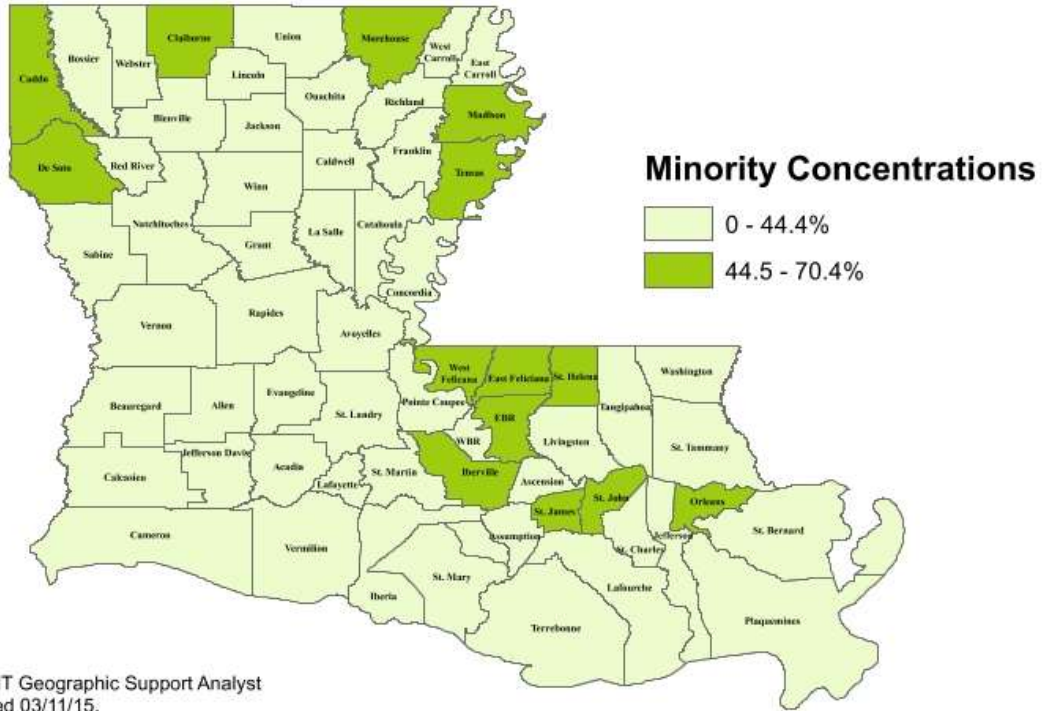 Minority Concentrations
0 - 44.4%
44.5 - 70.4%
Caddo
Bossier
Webster
Claiborne
Union
Lincoln
Morehouse
West
Carroll
East
Carroll
Ouachita
Richland
Madison
Bienville
Jackson
De Soto
Red River
Caldwell
Franklin
Tensas
Winn
Natchitoches
Sabine
Grant
La Salle
Catahoula
Concordia
Vernon
Rapides
Avoyelles
West
Feliciana
East Feliciana
St. Helena
Washington
Beauregard
Allen
Evangeline
St. Landry
Pointe Coupee
EBR
Tangipahoa
WBR
Livingston
St. Tammany
Calcasieu
Jefferson Davis
Acadia
Lafayette
St. Martin
Iberville
Ascension
St. James
St. John
Orleans
Cameron
Vermilion
Assumption
St. Charles
Jefferson
St. Bernard
Iberia
St. Mary
Lafourche
Terrebonne
Plaquemines
IT Geographic Support Analyst
ed 03/11/15.